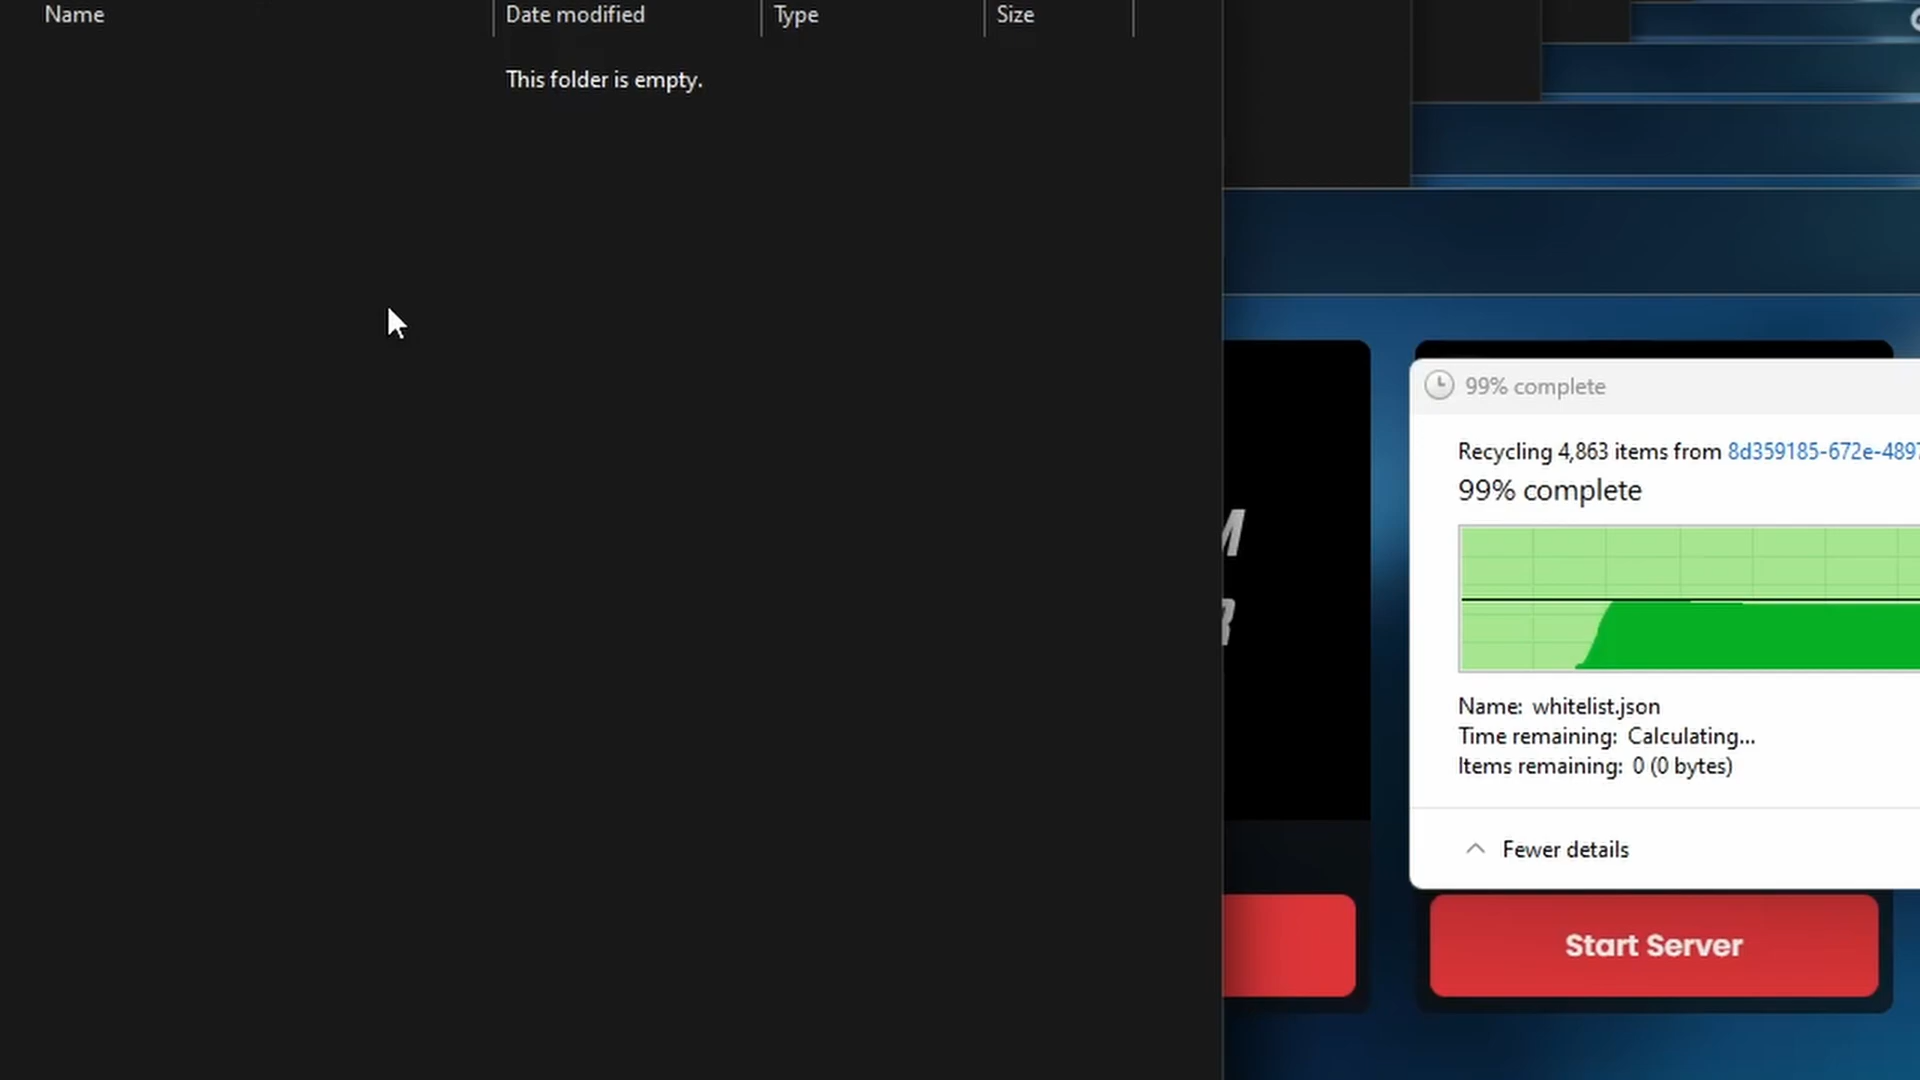 Name
Date modified
Type
Size
This folder is empty.
99% complete
Recycling 4,863 items from 8d359185-672e-4897
99% complete
M
R
Name: whitelist.json
Time remaining: Calculating...
Items remaining: 0 (0 bytes)
Fewer details
Start Server